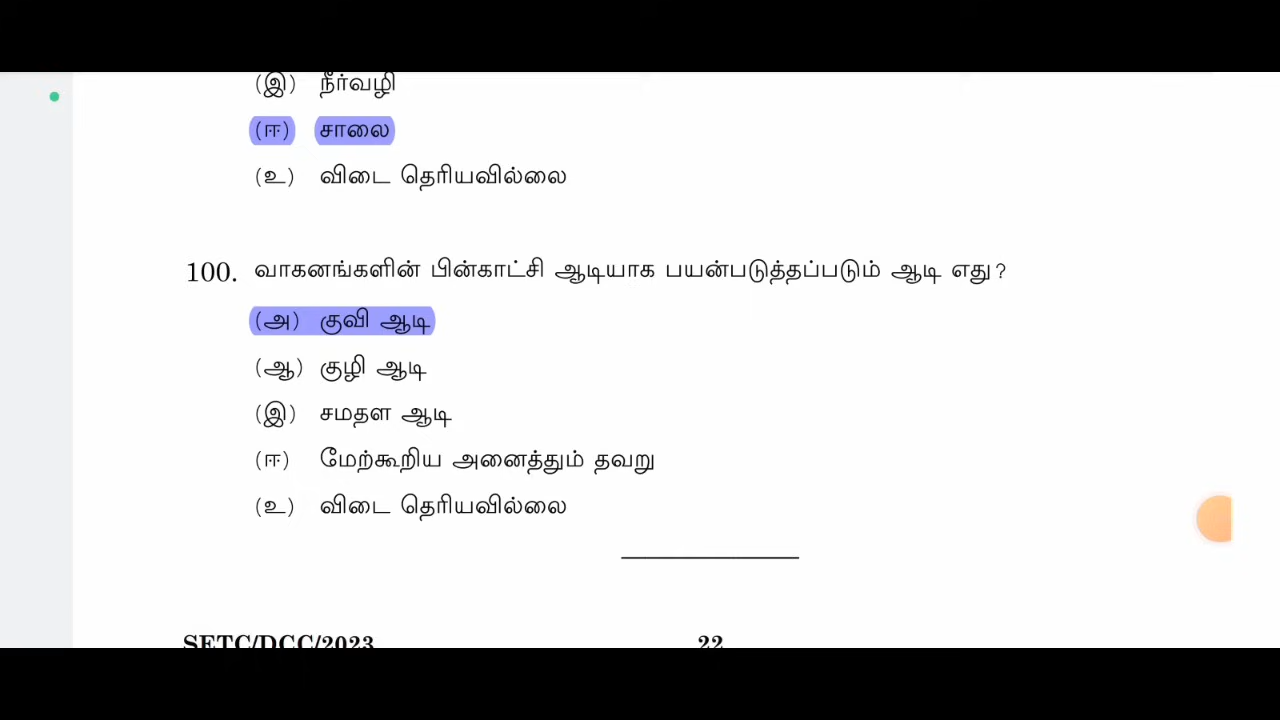 (இ) நீர்வழி
(ஈ) சாலை
(உ) விடை தெரியவில்லை
100. வாகனங்களின் பின்காட்சி ஆடியாக பயன்படுத்தப்படும் ஆடி எது?
(அ) குவி ஆடி
(ஆ) குழி ஆடி
(இ) சமதள ஆடி
(ஈ) மேற்கூறிய அனைத்தும் தவறு
(உ) விடை தெரியவில்லை
SETC/DCC/2023 22